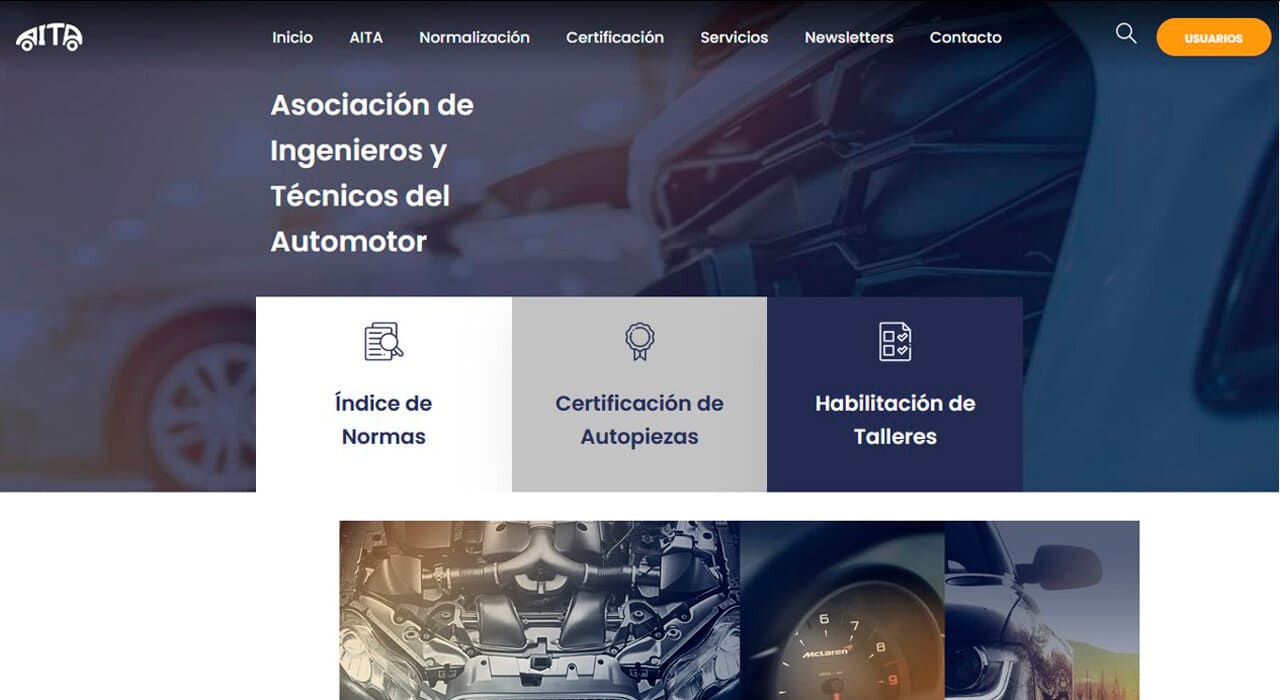 AITA
Inicio AITA Normalización Certificación Servicios Newsletters Contacto
USUARIOS
Asociación de
Ingenieros y
Técnicos del
Automotor
Índice de
Normas
Certificación de
Autopiezas
Habilitación de
Talleres
6
7
McLaren
8
9